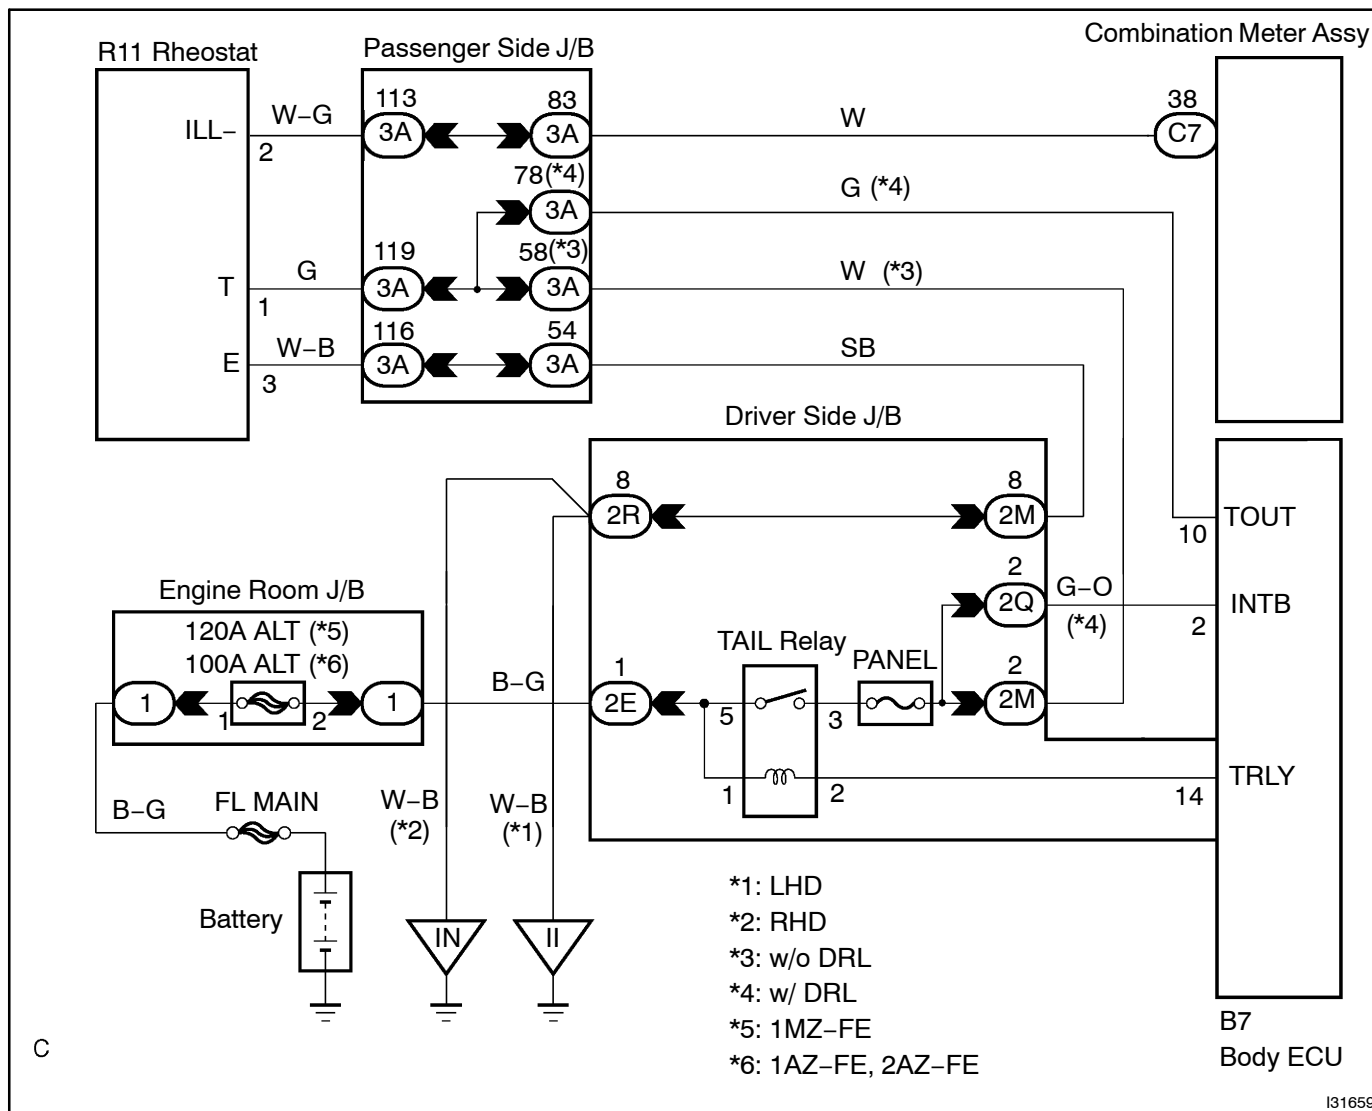 Combination Meter Assy
R11 Rheostat
Passenger Side J/B
113
83
38
ILL−
W−G
3A
3A
W
C7
2
78(*4)
3A
G (*4)
119
58(*3)
T
G
3A
3A
W (*3)
1
116
54
E
W−B
3A
3A
SB
3
Driver Side J/B
8
8
2R
2M
TOUT
10
2
Engine Room J/B
2Q
G−O
INTB
(*4)
2
120A ALT (*5)
TAIL Relay
100A ALT (*6)
PANEL
B−G
1
2
1
1
2
1
2E
5
3
2M
TRLY
1
2
14
B−G
FL MAIN
W−B
(*2)
W−B
(*1)
Battery
IN
II
*1: LHD
*2: RHD
*3: w/o DRL
*4: w/ DRL
*5: 1MZ−FE
*6: 1AZ−FE, 2AZ−FE
B7
Body ECU
C
I31659